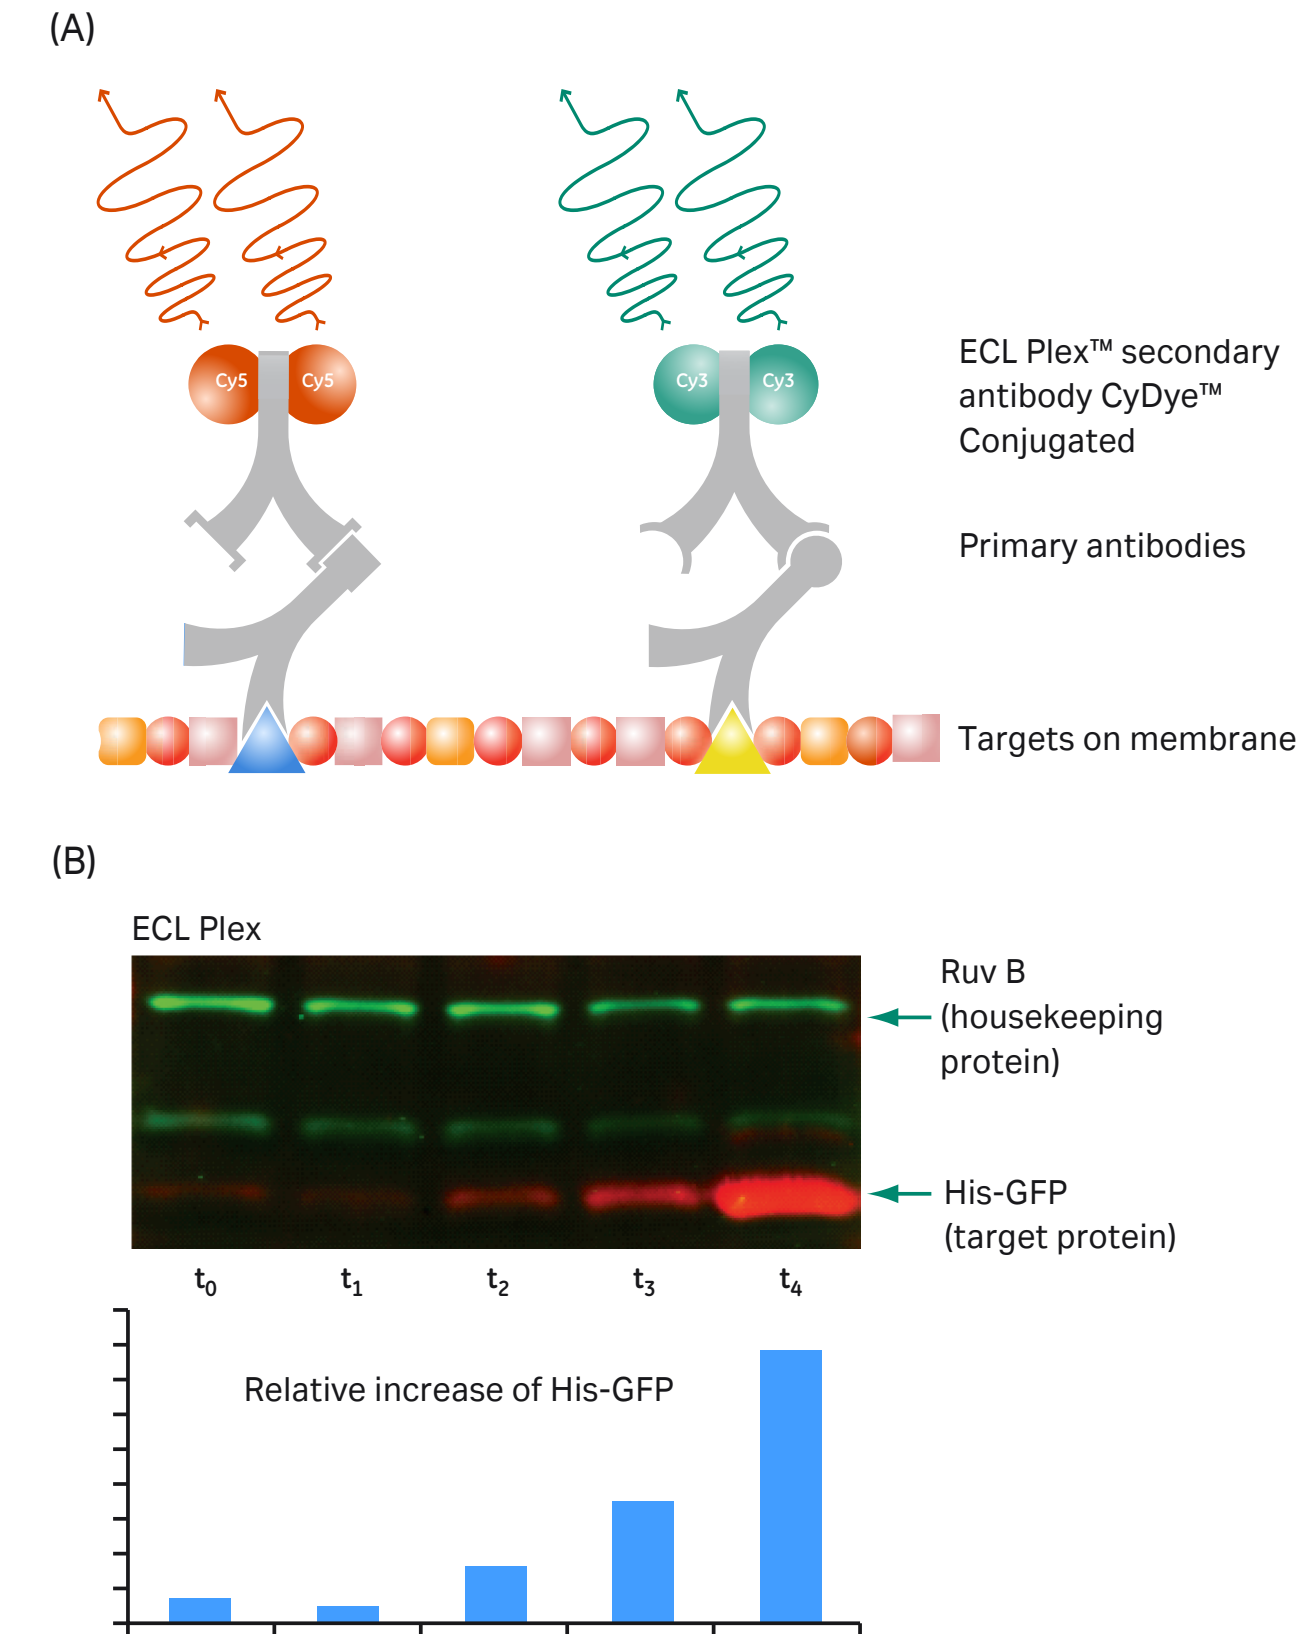 (A)
Cy5
Cy5
Cy3
Cy3
ECL Plex™ secondary
antibody CyDye™
Conjugated
Primary antibodies
Targets on membrane
(B)
ECL Plex
Ruv B
(housekeeping
protein)
His-GFP
(target protein)
t₀
t₁
t₂
t₃
t₄
Relative increase of His-GFP